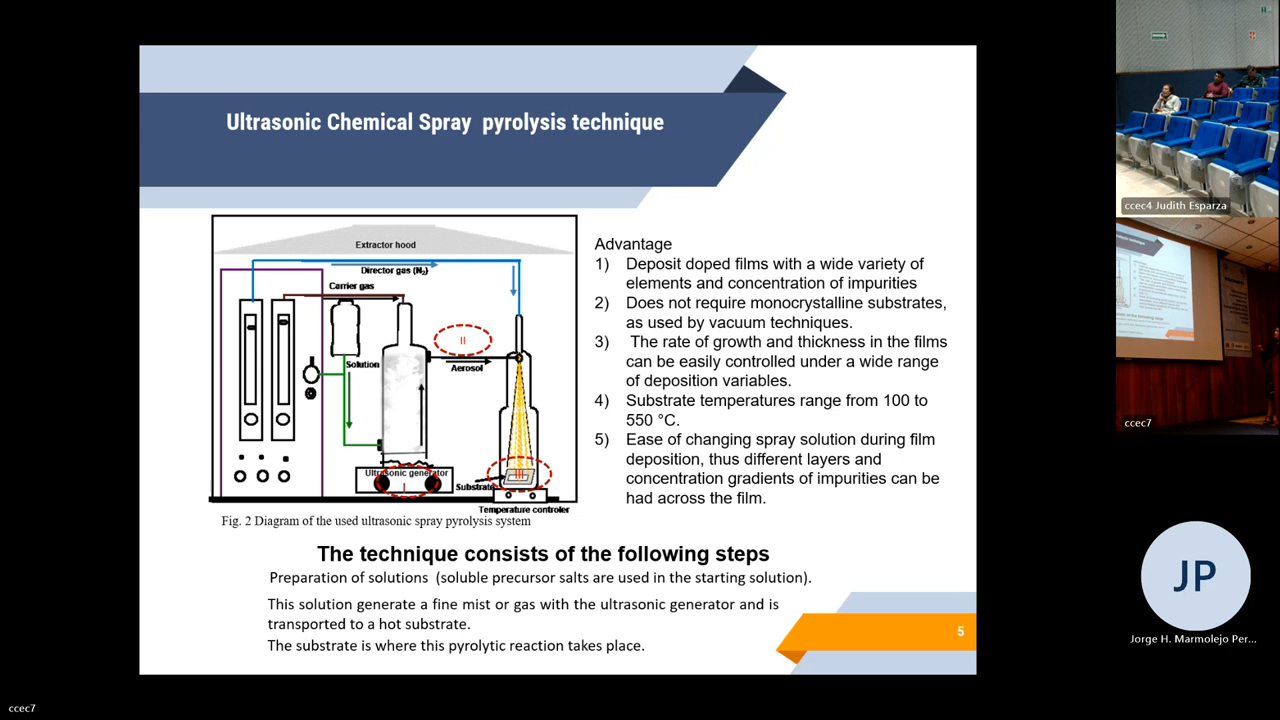 Ultrasonic Chemical Spray pyrolysis technique
Extractor hood
Director gas (N₂)
Carrier gas
II
Solution
Aerosol
Ultrasonic generator
I
III
Substrate
Temperature controler
Fig. 2 Diagram of the used ultrasonic spray pyrolysis system
Advantage
1) Deposit doped films with a wide variety of
elements and concentration of impurities
2) Does not require monocrystalline substrates,
as used by vacuum techniques.
3) The rate of growth and thickness in the films
can be easily controlled under a wide range
of deposition variables.
4) Substrate temperatures range from 100 to
550 °C.
5) Ease of changing spray solution during film
deposition, thus different layers and
concentration gradients of impurities can be
had across the film.
The technique consists of the following steps
Preparation of solutions (soluble precursor salts are used in the starting solution).
This solution generate a fine mist or gas with the ultrasonic generator and is
transported to a hot substrate.
The substrate is where this pyrolytic reaction takes place.
5
ccec4 Judith Esparza
ccec7
JP
Jorge H. Marmolejo Per...
ccec7